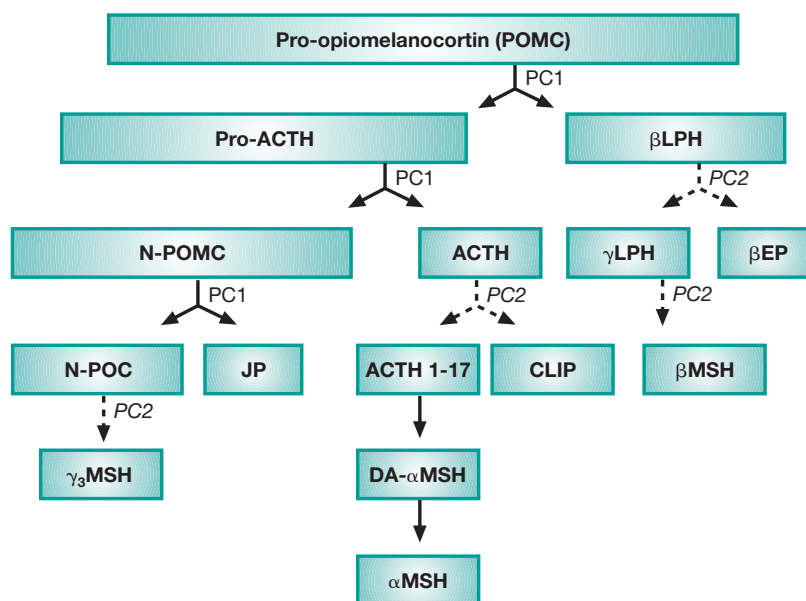 Pro-opiomelanocortin (POMC)
PC1
Pro-ACTH
βLPH
PC1
PC2
N-POMC
ACTH
γLPH
βEP
PC1
PC2
PC2
N-POC
JP
ACTH 1-17
CLIP
βMSH
PC2
γ₃MSH
DA-αMSH
αMSH